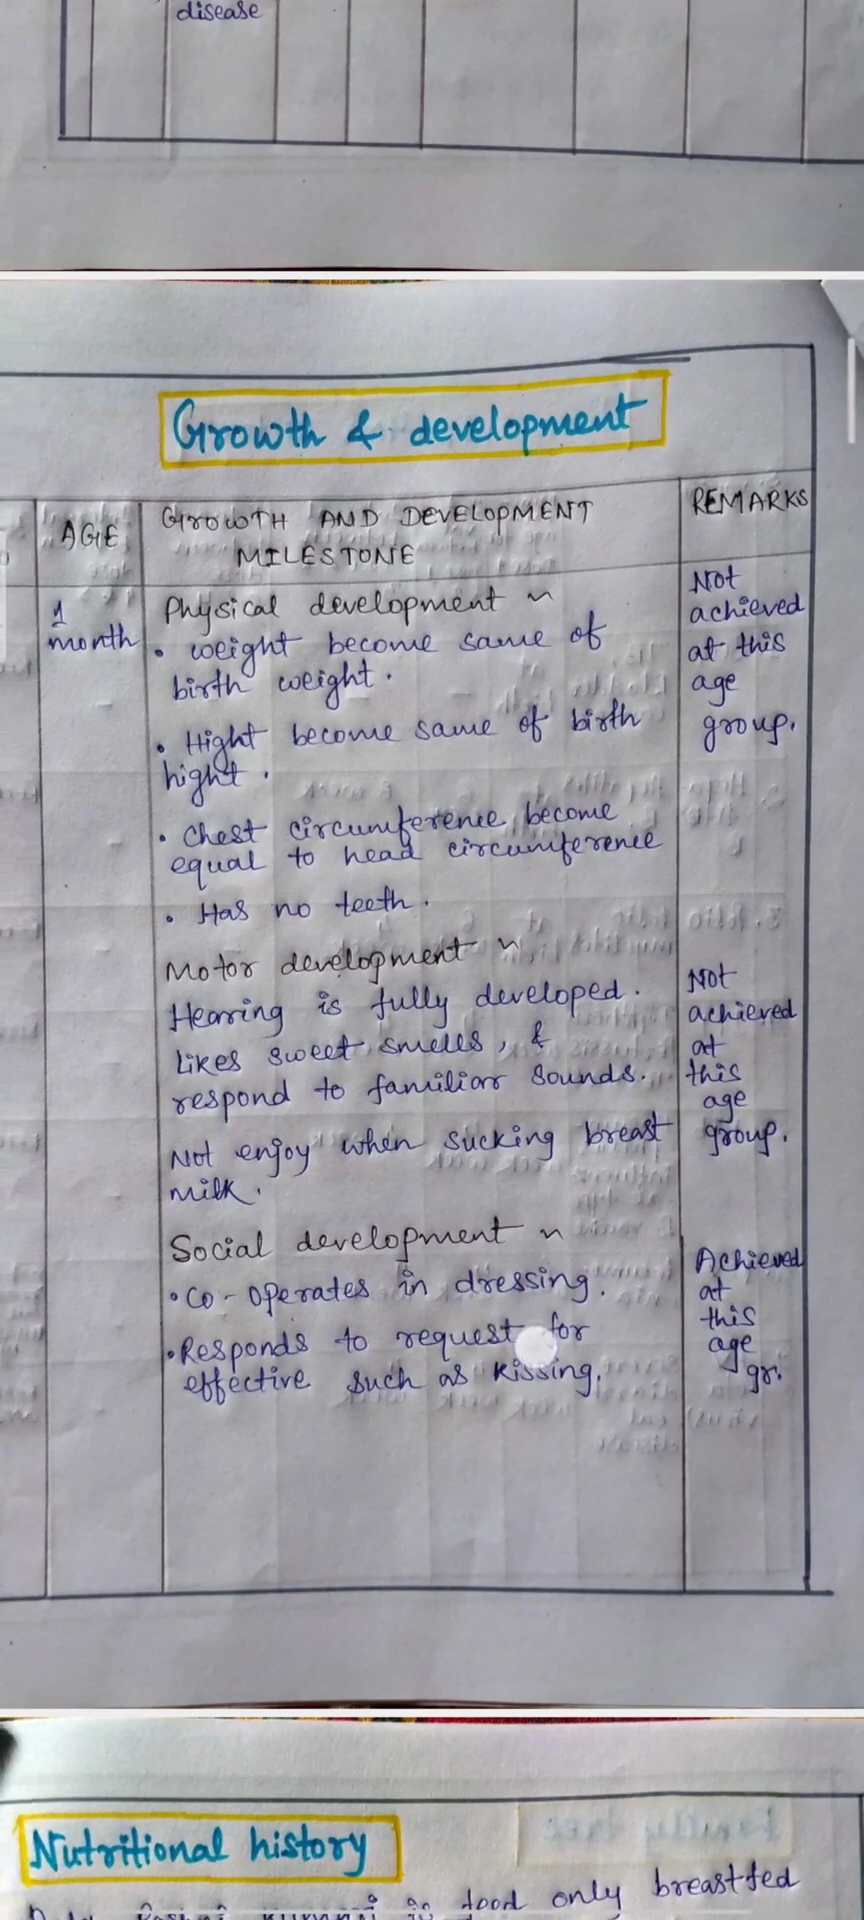 disease
Growth & development
AGE
GROWTH AND DEVELOPMENT
MILESTONE
REMARKS
1
month
Physical development
• weight become same of
birth weight.
• Hight become same of birth
hight.
• Chest circumference become
equal to head circumference
• Has no teeth.
Not
achieved
at this
age
group.
Motor development
Hearing is fully developed.
Likes sweet smells, &
respond to familiar sounds.
Not enjoy when sucking breast
milk.
Not
achieved
at
this
age
group.
Social development
• Co-operates in dressing.
• Responds to request for
effective such as kissing.
Achieved
at
this
age
gr.
Nutritional history
food only breastfed